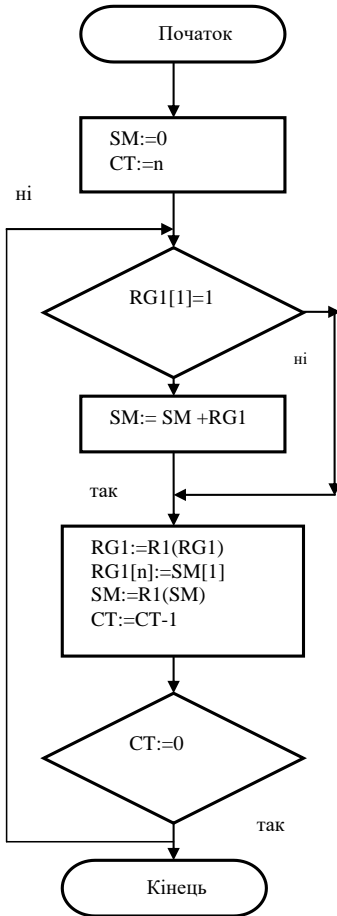 Початок
SM:=0
CT:=n
ні
RG1[1]=1
ні
SM:= SM +RG1
так
RG1:=R1(RG1)
RG1[n]:=SM[1]
SM:=R1(SM)
CT:=CT-1
CT:=0
так
Кінець